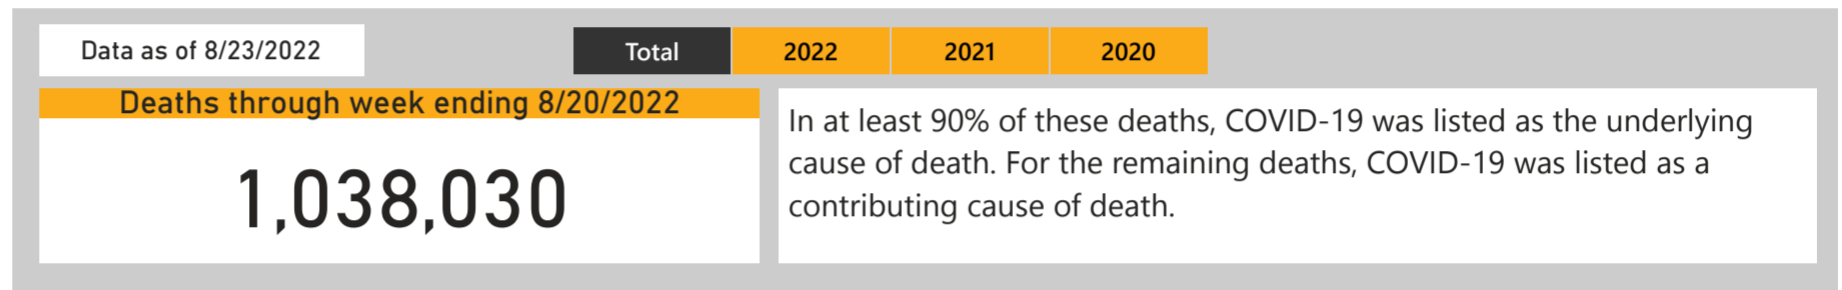 Data as of 8/23/2022
Total 2022 2021 2020
Deaths through week ending 8/20/2022
1,038,030
In at least 90% of these deaths, COVID-19 was listed as the underlying
cause of death. For the remaining deaths, COVID-19 was listed as a
contributing cause of death.